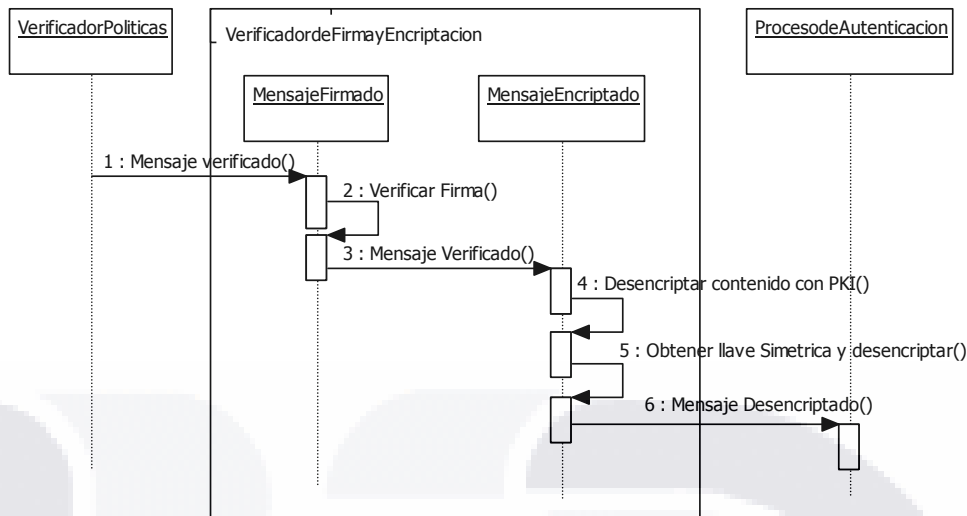 VerificadorPoliticas
VerificadordeFirmayEncriptacion
ProcesodeAutenticacion
MensajeFirmado
MensajeEncriptado
1 : Mensaje verificado()
2 : Verificar Firma()
3 : Mensaje Verificado()
4 : Desencriptar contenido con PKI()
5 : Obtener llave Simetrica y desencriptar()
6 : Mensaje Desencriptado()